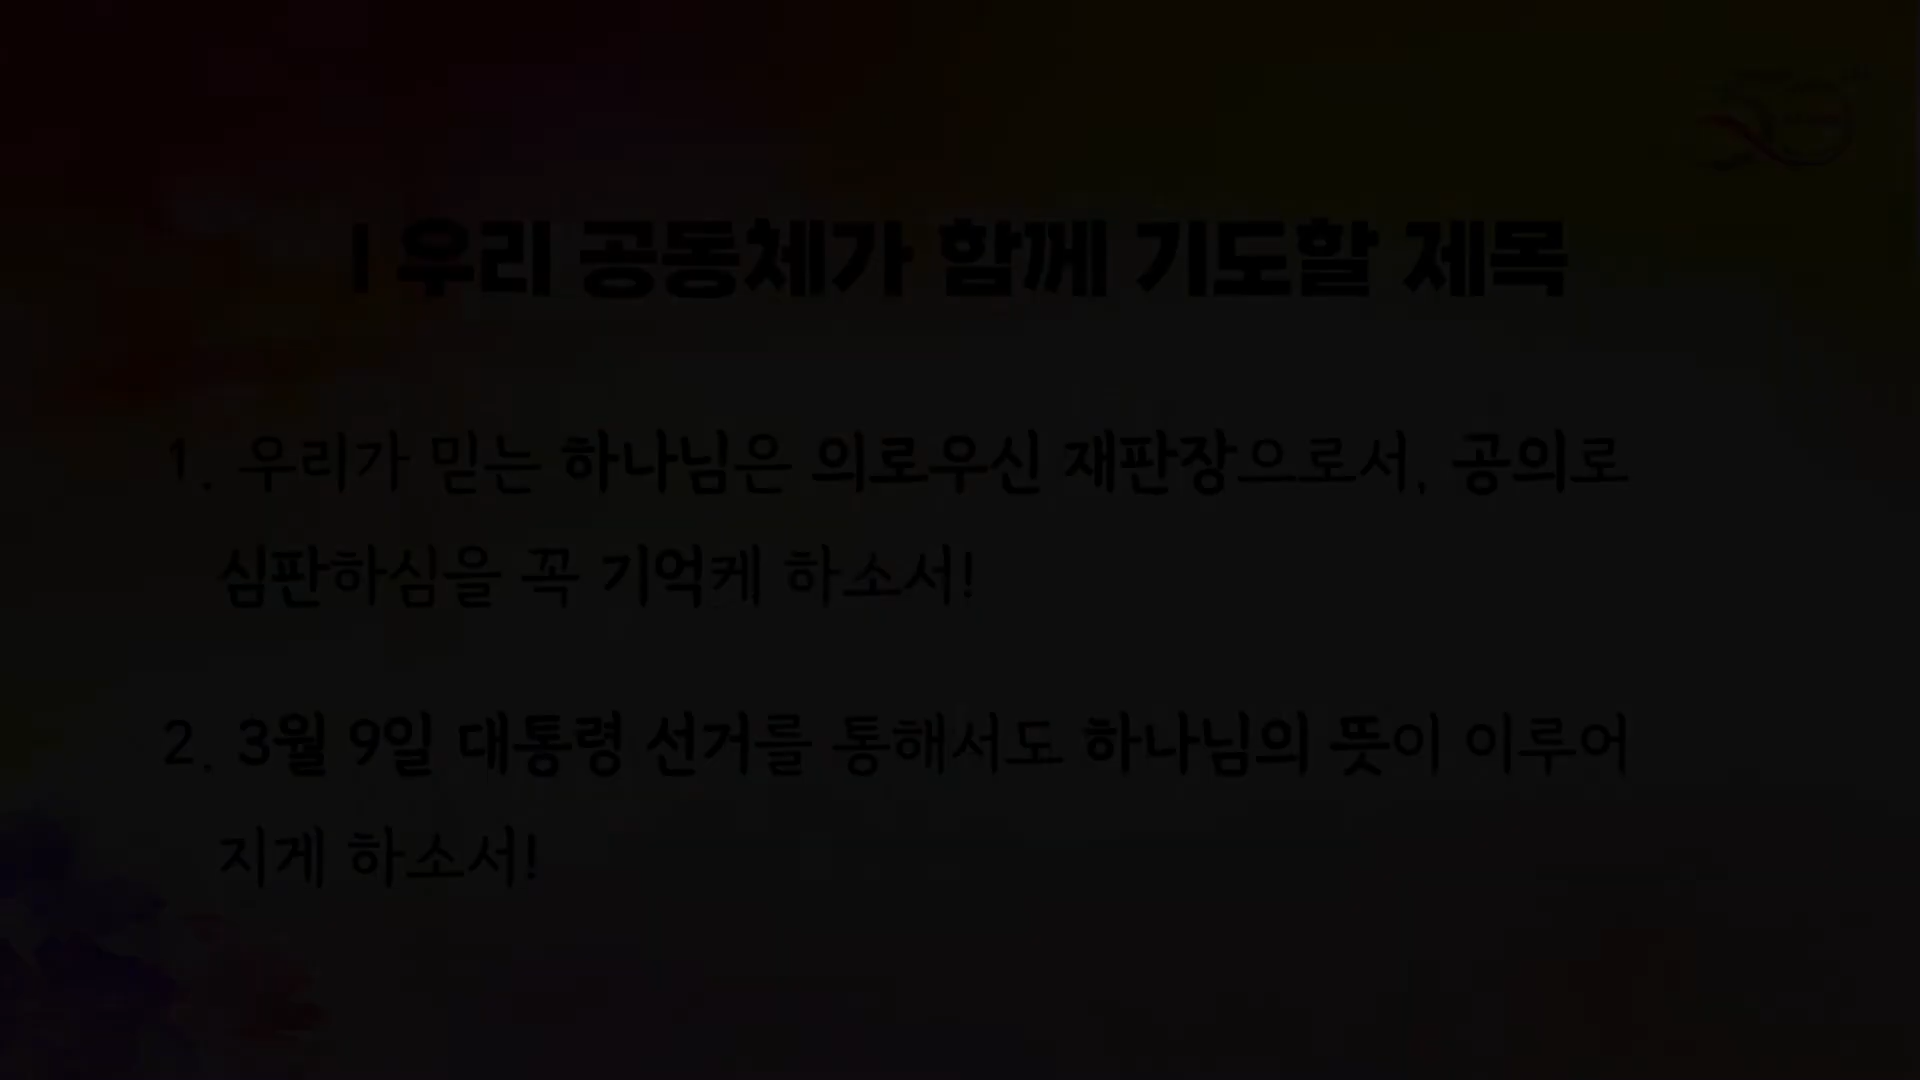 I 우리 공동체가 함께 기도할 제목
1. 우리가 믿는 하나님은 의로우신 재판장으로서, 공의로
심판하심을 꼭 기억케 하소서!
2. 3월 9일 대통령 선거를 통해서도 하나님의 뜻이 이루어
지게 하소서!